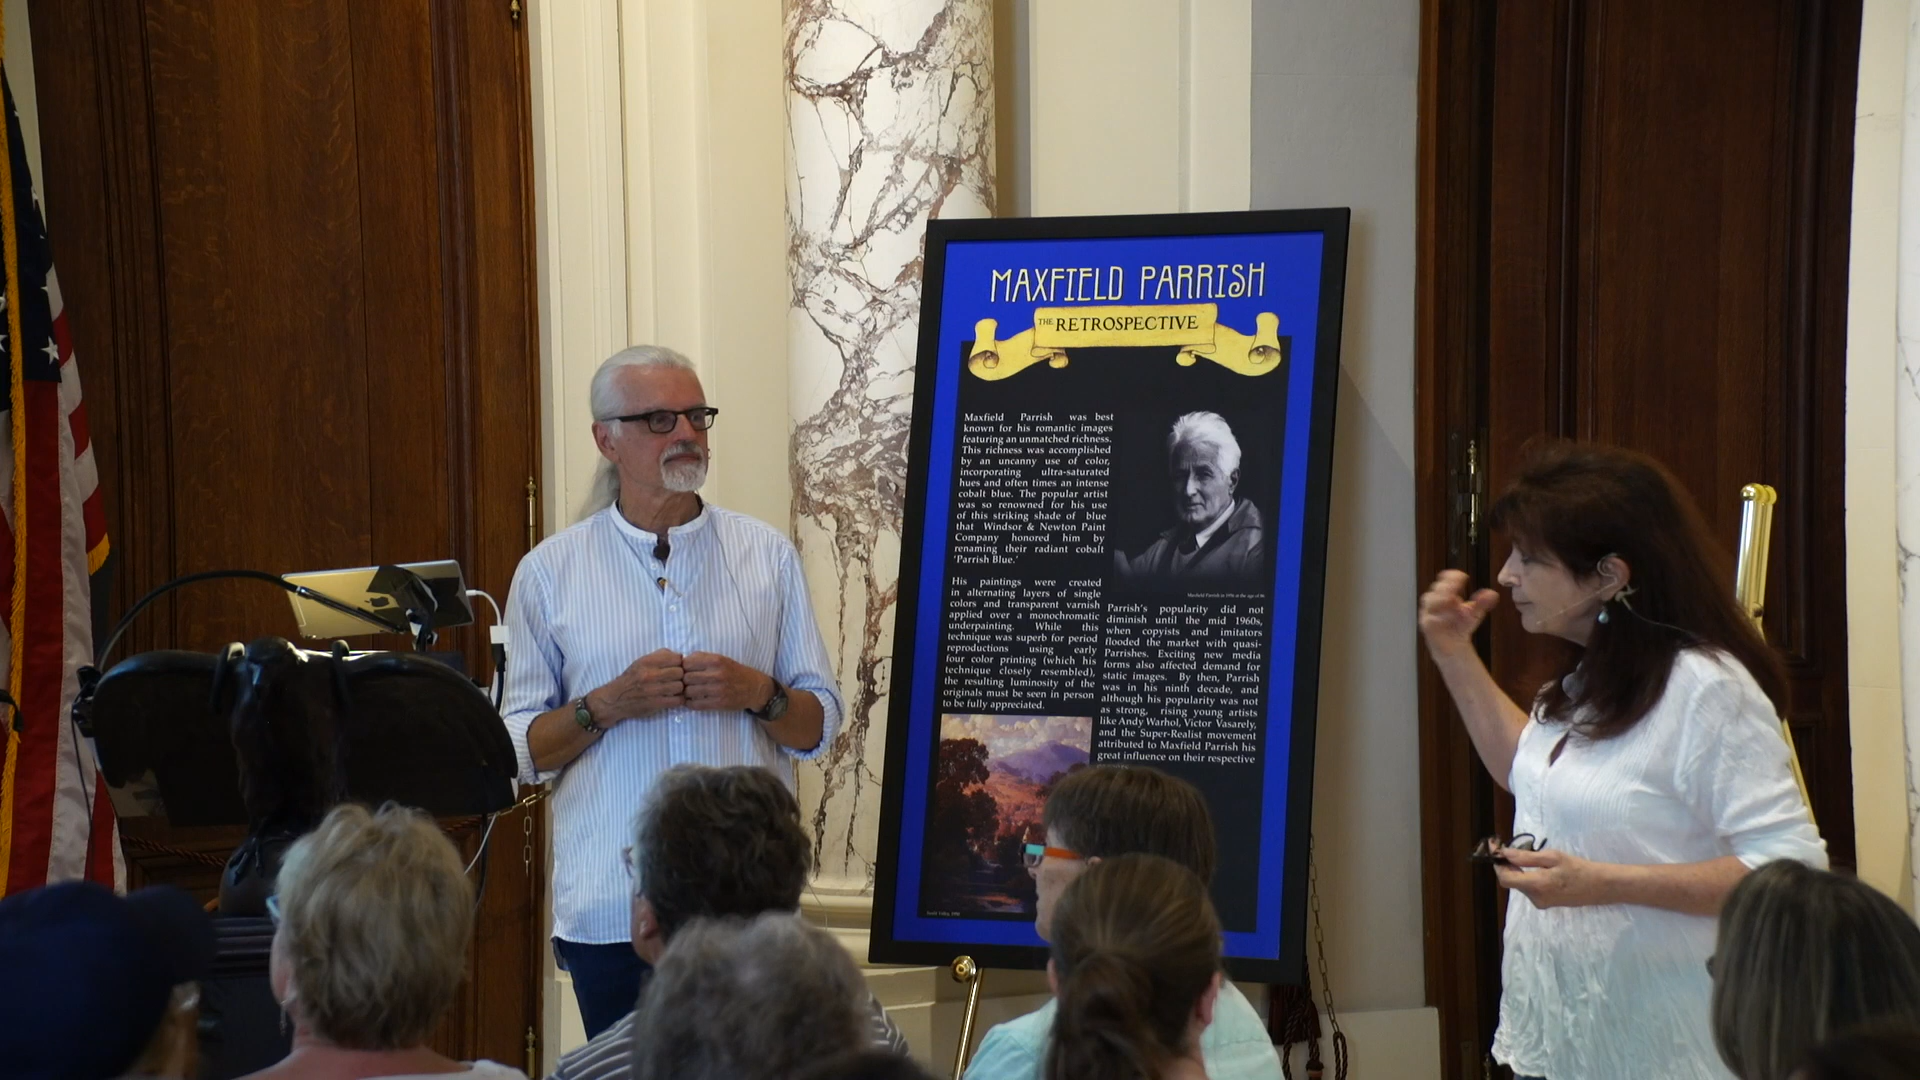 MAXFIELD PARRISH
THE RETROSPECTIVE
Maxfield Parrish was best
known for his romantic images
featuring an unmatched richness.
This richness was accomplished
by an uncanny use of color,
incorporating ultra-saturated
hues and often times an intense
cobalt blue. The popular artist
was so renowned for his use
of this striking shade of blue
that Windsor & Newton Paint
Company honored him by
renaming their radiant cobalt
'Parrish Blue.'
His paintings were created
in alternating layers of single
colors and transparent varnish
applied over a monochromatic
underpainting. While this
technique was superb for period
reproductions using early
four color printing (which his
technique closely resembled),
the resulting luminosity of the
originals must be seen in person
to be fully appreciated.
Maxfield Parrish in 1956 at the age of 86
Parrish's popularity did not
diminish until the mid 1960s,
when copyists and imitators
flooded the market with quasi-
Parrishes. Exciting new media
forms also affected demand for
static images. By then, Parrish
was in his ninth decade, and
although his popularity was not
as strong, rising young artists
like Andy Warhol, Victor Vasarely,
and the Super-Realist movement
attributed to Maxfield Parrish his
great influence on their respective